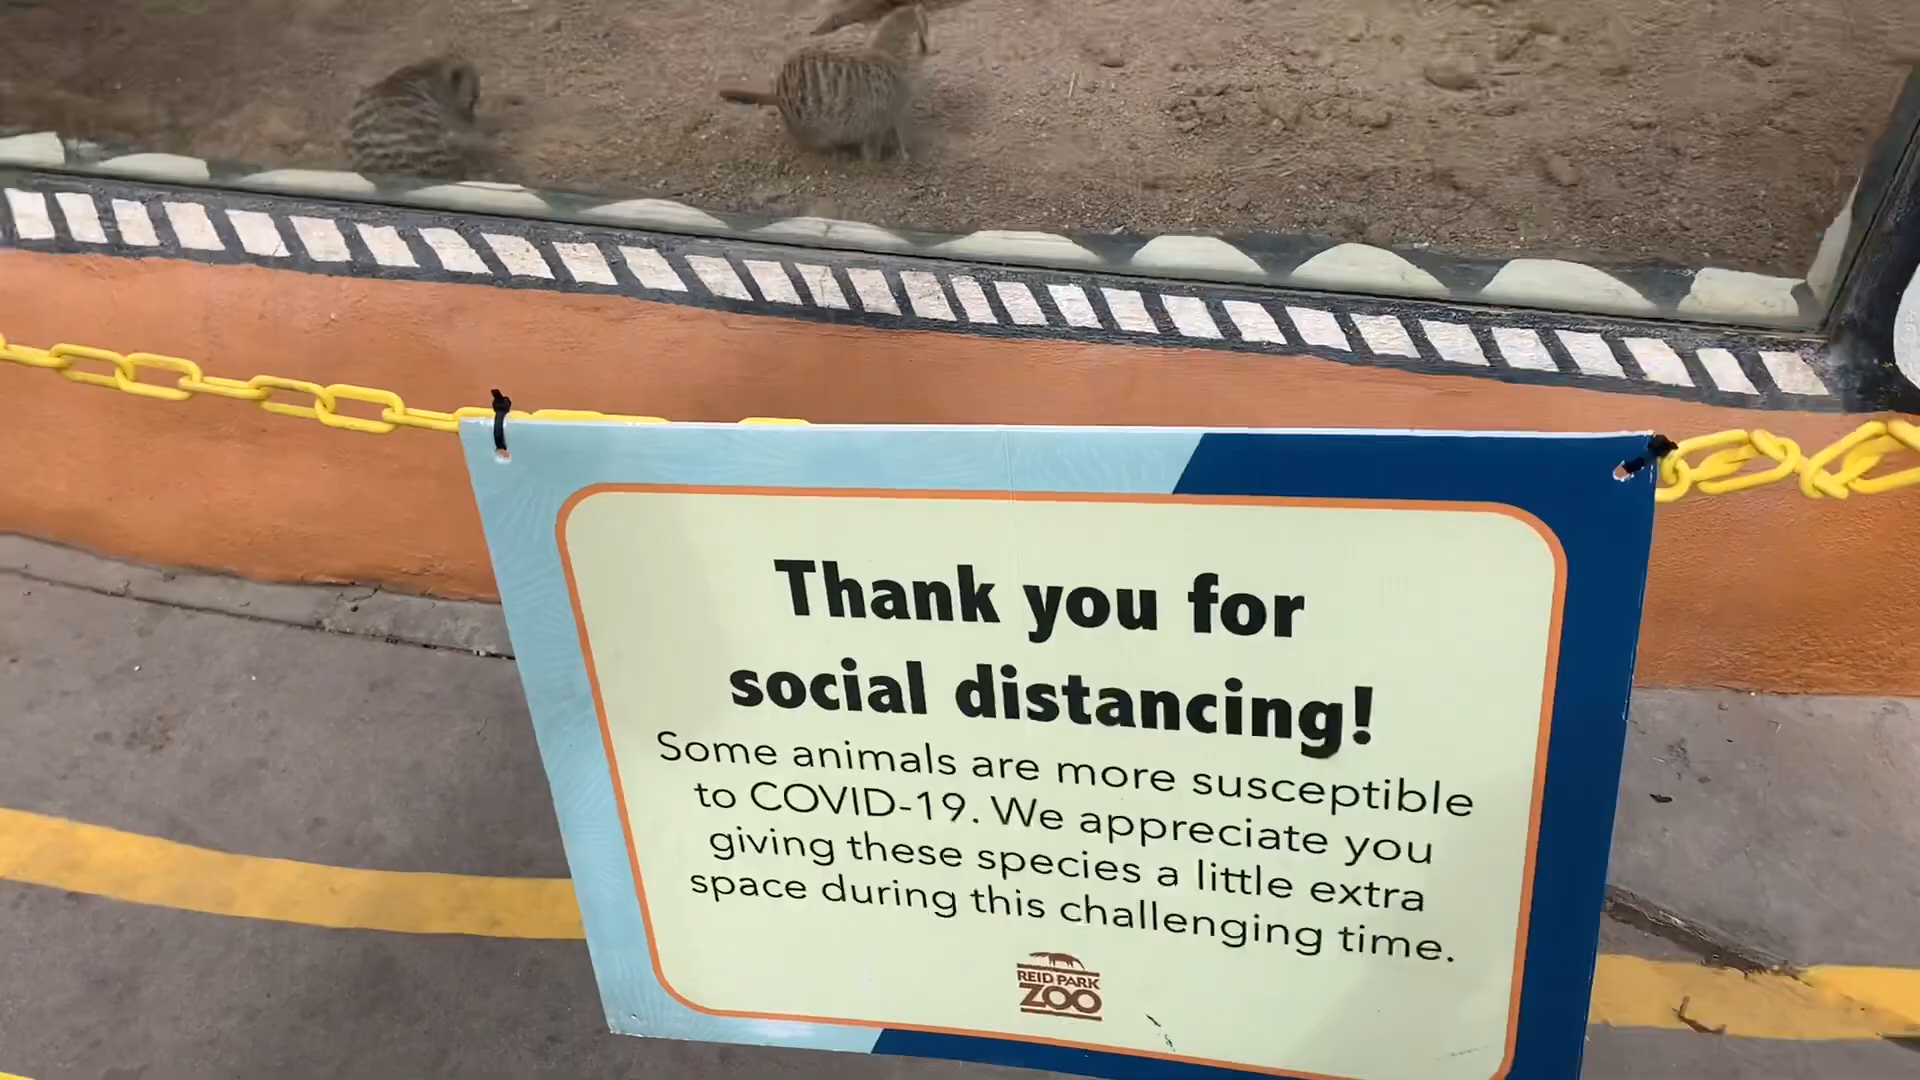 Thank you for
social distancing!
Some animals are more susceptible
to COVID-19. We appreciate you
giving these species a little extra
space during this challenging time.
REID PARK
ZOO